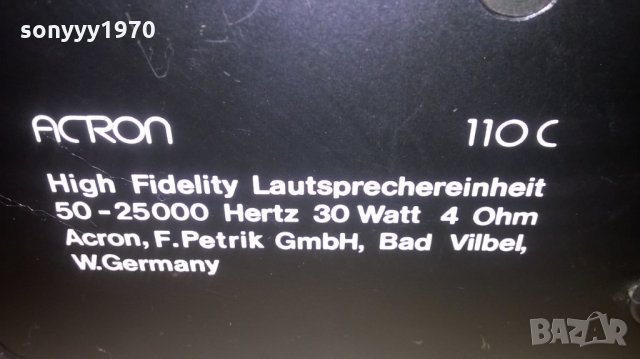 sonyyy1970
ACRON 110 C
High Fidelity Lautsprechereinheit
50-25000 Hertz 30 Watt 4 Ohm
Acron, F. Petrik GmbH, Bad Vilbel,
W.Germany
BAZAR